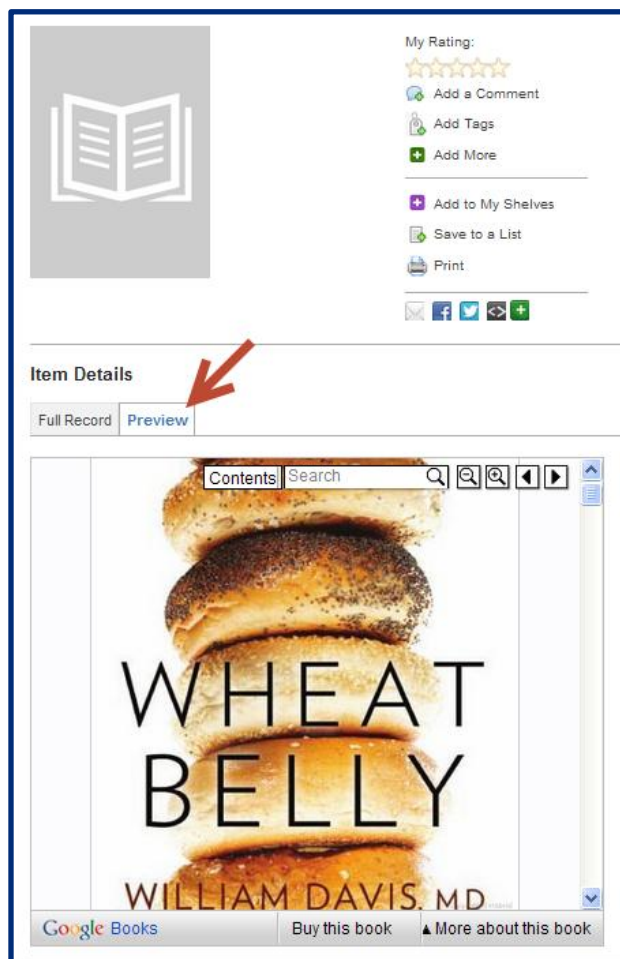 My Rating:
Add a Comment
Add Tags
Add More
Add to My Shelves
Save to a List
Print
Item Details
Full Record Preview
Contents Search
WHEAT
BELLY
WILLIAM DAVIS, MD
Google Books Buy this book ▲ More about this book